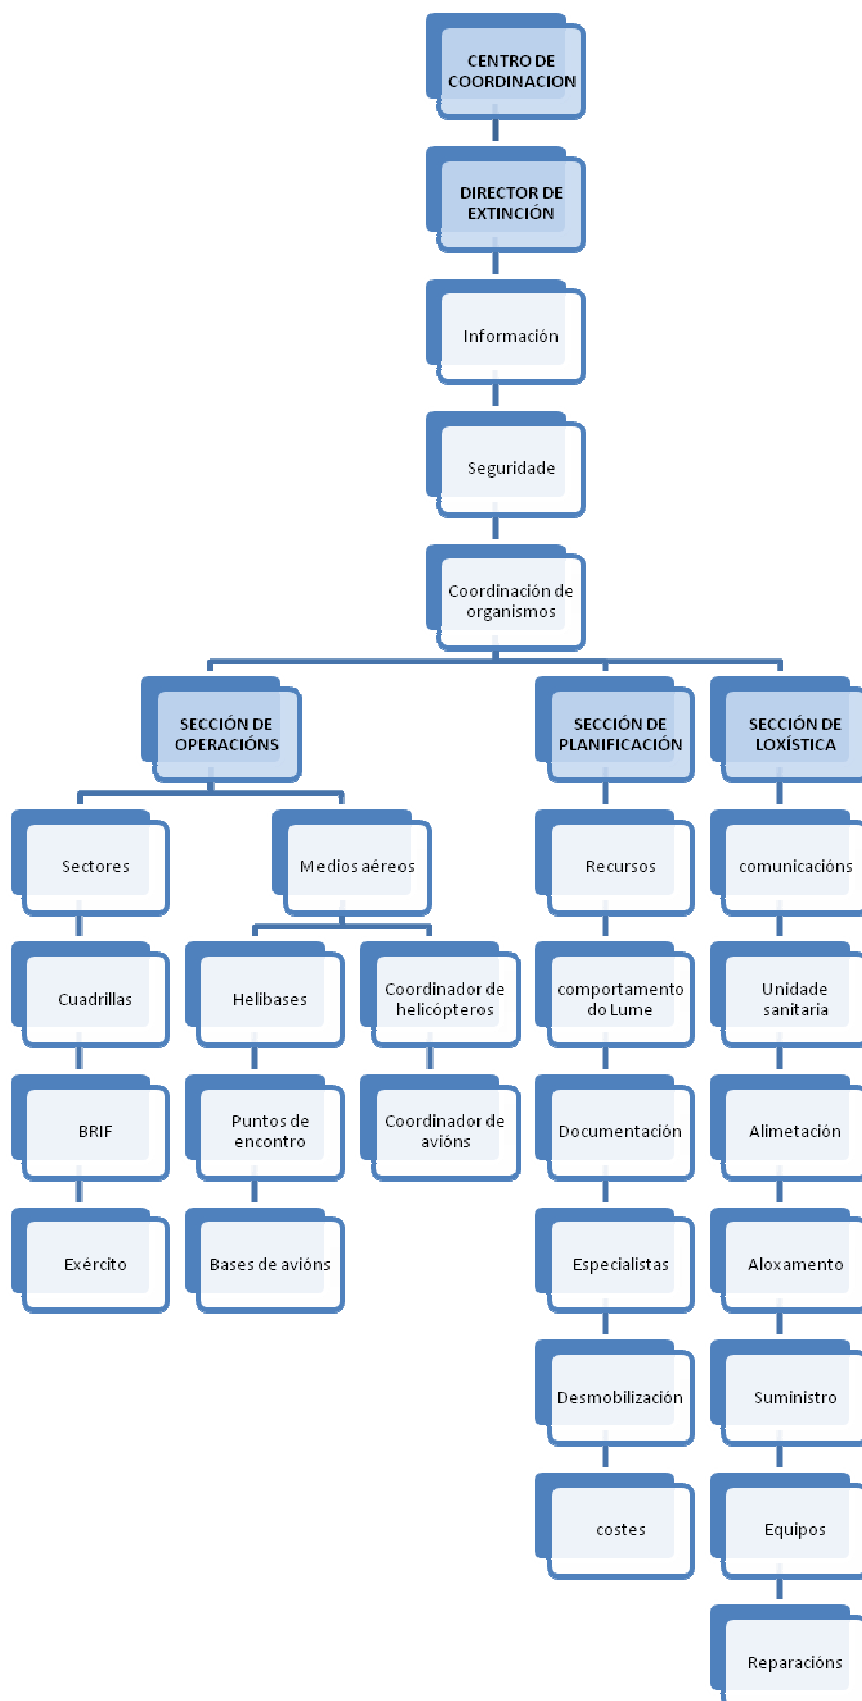 CENTRO DE
COORDINACION
DIRECTOR DE
EXTINCIÓN
Información
Seguridade
Coordinación de
organismos
SECCIÓN DE
OPERACIÓNS
SECCIÓN DE
PLANIFICACIÓN
SECCIÓN DE
LOXÍSTICA
Sectores
Medios aéreos
Recursos
comunicacións
Cuadrillas
Helibases
Coordinador de
helicópteros
comportamento
do Lume
Unidade
sanitaria
BRIF
Puntos de
encontro
Coordinador de
avións
Documentación
Alimetación
Exército
Bases de avións
Especialistas
Aloxamento
Desmobilización
Suministro
costes
Equipos
Reparacións